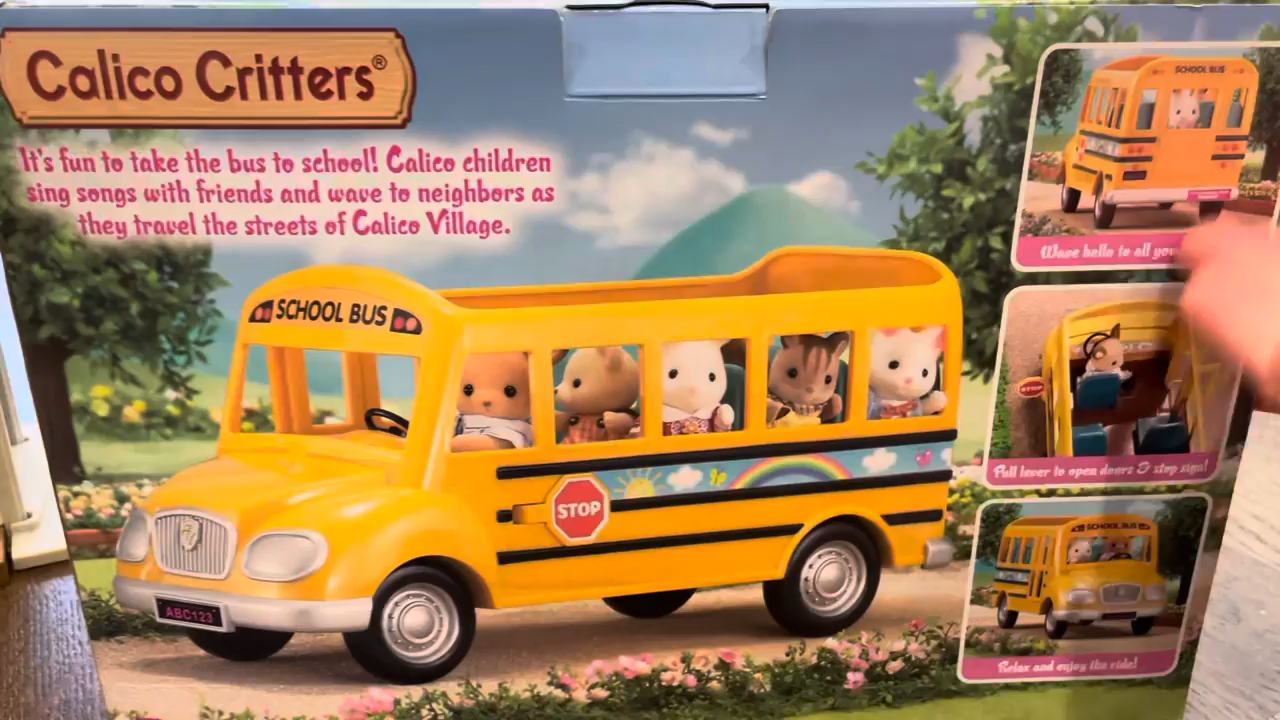 Calico Critters®
It's fun to take the bus to school! Calico children
sing songs with friends and wave to neighbors as
they travel the streets of Calico Village.
SCHOOL BUS
STOP
ABC123
SCHOOL BUS
Wave hello to all
STOP
Pull lever to open doors & stop sign!
SCHOOL BUS
Relax and enjoy the ride!